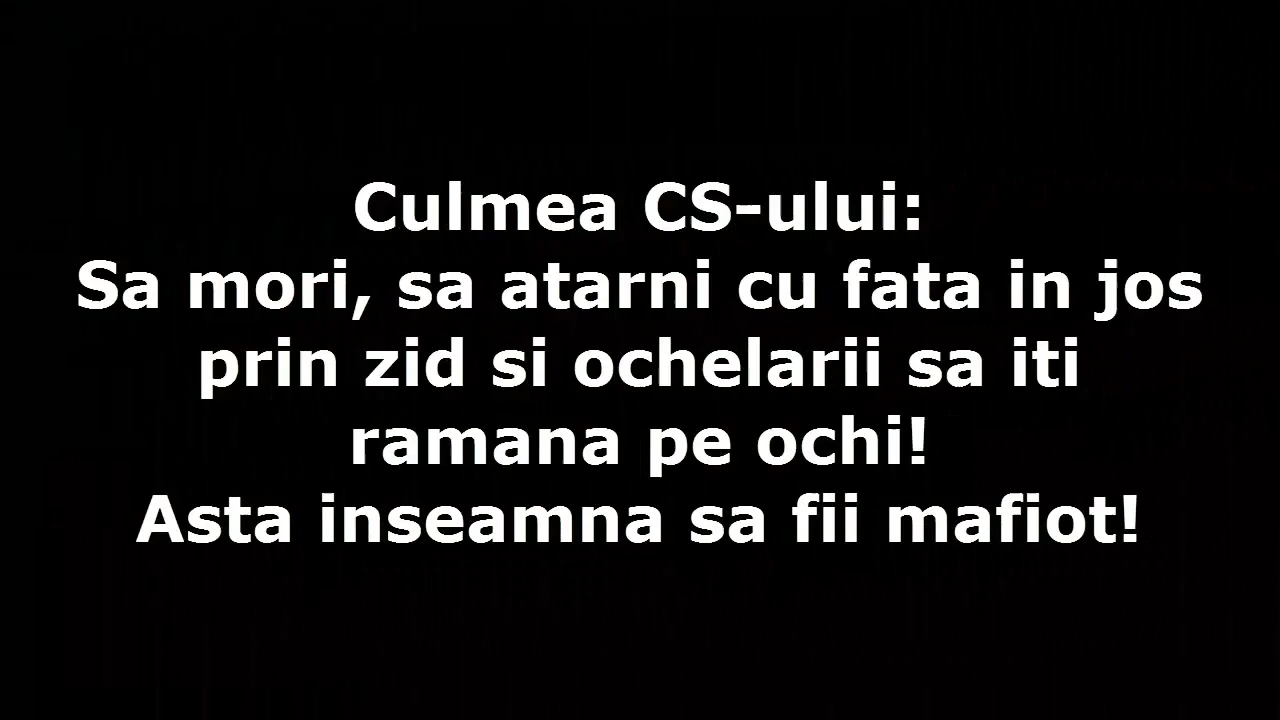 Culmea CS-ului:
Sa mori, sa atarni cu fata in jos
prin zid si ochelarii sa iti
ramana pe ochi!
Asta inseamna sa fii mafiot!